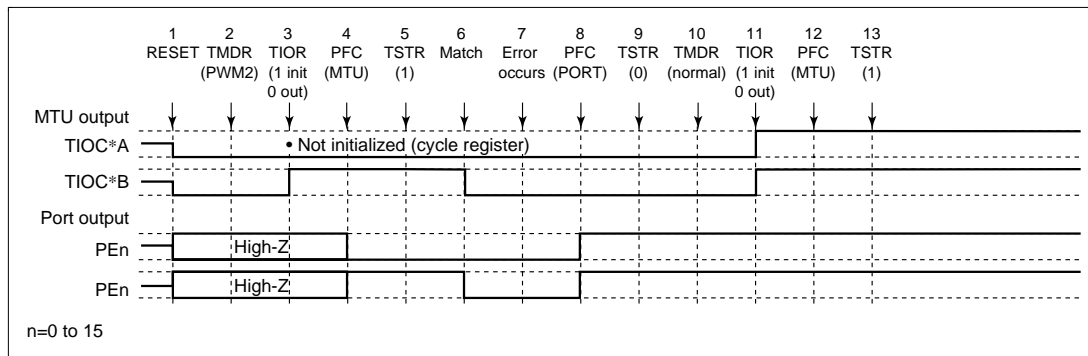 1 2 3 4 5 6 7 8 9 10 11 12 13
RESET TMDR TIOR PFC TSTR Match Error PFC TSTR TMDR TIOR PFC TSTR
(PWM2) (1 init (MTU) (1) occurs (PORT) (0) (normal) (1 init (MTU) (1)
0 out) 0 out)
MTU output
TIOC*A • Not initialized (cycle register)
TIOC*B
Port output
PEn High-Z
PEn High-Z
n=0 to 15